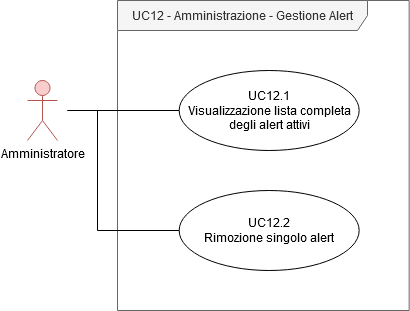 UC12 - Amministrazione - Gestione Alert
UC12.1
Visualizzazione lista completa
degli alert attivi
Amministratore
UC12.2
Rimozione singolo alert